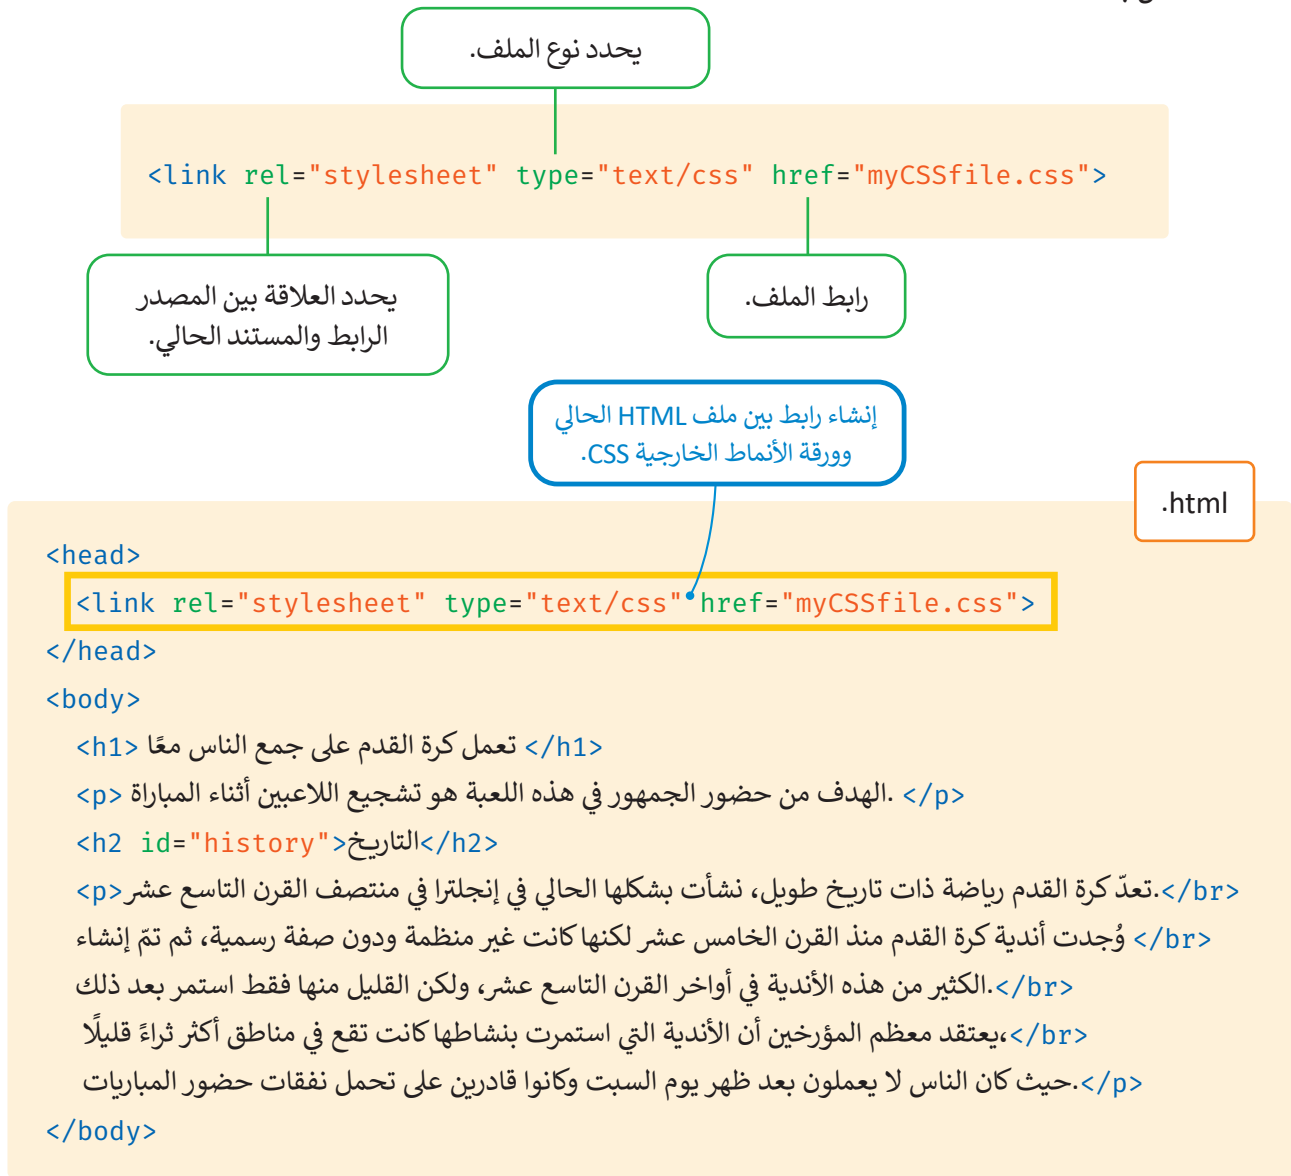 يحدد نوع الملف.
<link rel="stylesheet" type="text/css" href="myCSSfile.css">
يحدد العلاقة بين المصدر
الرابط والمستند الحالي.
رابط الملف.
إنشاء رابط بين ملف HTML الحالي
وورقة الأنماط الخارجية CSS.
.html
<head>
<link rel="stylesheet" type="text/css" href="myCSSfile.css">
</head>
<body>
<h1> تعمل كرة القدم على جمع الناس معًا </h1>
<p> الهدف من حضور الجمهور في هذه اللعبة هو تشجيع اللاعبين أثناء المباراة. </p>
<h2 id="history">التاريخ</h2>
<p>تعدّ كرة القدم رياضة ذات تاريخ طويل، نشأت بشكلها الحالي في إنجلترا في منتصف القرن التاسع عشر.</br>
وُجدت أندية كرة القدم منذ القرن الخامس عشر لكنها كانت غير منظمة ودون صفة رسمية، ثم تمّ إنشاء </br>
الكثير من هذه الأندية في أواخر القرن التاسع عشر، ولكن القليل منها فقط استمر بعد ذلك.</br>
يعتقد معظم المؤرخين أن الأندية التي استمرت بنشاطها كانت تقع في مناطق أكثر ثراءً قليلًا،</br>
حيث كان الناس لا يعملون بعد ظهر يوم السبت وكانوا قادرين على تحمل نفقات حضور المباريات.</p>
</body>